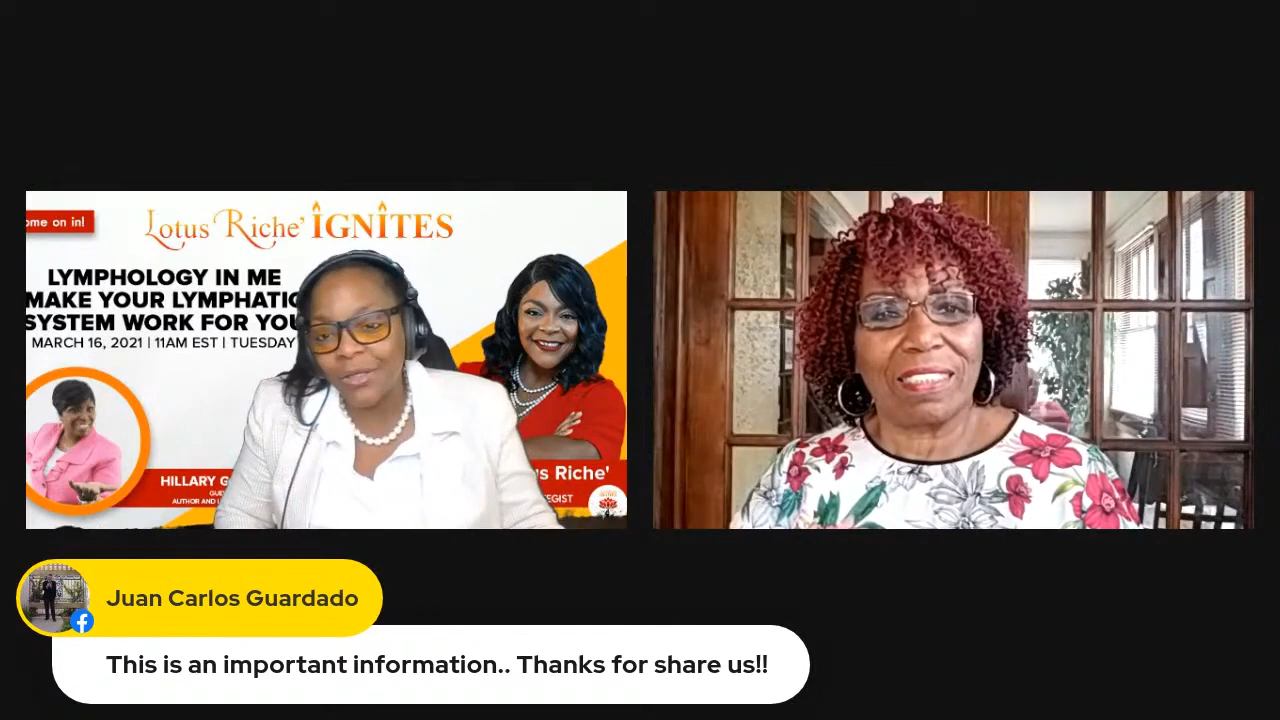 ome on in!
Lotus Riche' IGNITES
LYMPHOLOGY IN ME
MAKE YOUR LYMPHATIC
SYSTEM WORK FOR YOU
MARCH 16, 2021 | 11AM EST | TUESDAY
HILLARY G
us Riche'
GUE
AUTHOR AND
EGIST
Juan Carlos Guardado
This is an important information.. Thanks for share us!!